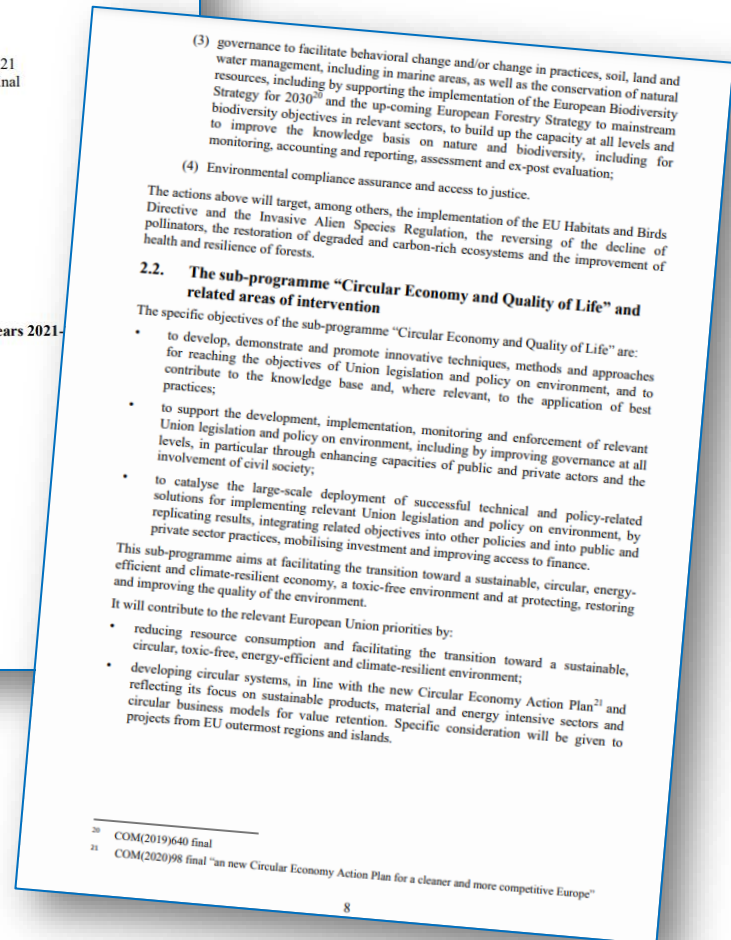 21
nal
ears 2021-
(3) governance to facilitate behavioral change and/or change in practices, soil, land and
water management, including in marine areas, as well as the conservation of natural
resources, including by supporting the implementation of the European Biodiversity
Strategy for 2030²⁰ and the up-coming European Forestry Strategy to mainstream
biodiversity objectives in relevant sectors, to build up the capacity at all levels and
to improve the knowledge basis on nature and biodiversity, including for
monitoring, accounting and reporting, assessment and ex-post evaluation;
(4) Environmental compliance assurance and access to justice.
The actions above will target, among others, the implementation of the EU Habitats and Birds
Directive and the Invasive Alien Species Regulation, the reversing of the decline of
pollinators, the restoration of degraded and carbon-rich ecosystems and the improvement of
health and resilience of forests.
2.2. The sub-programme “Circular Economy and Quality of Life” and
related areas of intervention
The specific objectives of the sub-programme “Circular Economy and Quality of Life” are:
• to develop, demonstrate and promote innovative techniques, methods and approaches
for reaching the objectives of Union legislation and policy on environment, and to
contribute to the knowledge base and, where relevant, to the application of best
practices;
• to support the development, implementation, monitoring and enforcement of relevant
Union legislation and policy on environment, including by improving governance at all
levels, in particular through enhancing capacities of public and private actors and the
involvement of civil society;
• to catalyse the large-scale deployment of successful technical and policy-related
solutions for implementing relevant Union legislation and policy on environment, by
replicating results, integrating related objectives into other policies and into public and
private sector practices, mobilising investment and improving access to finance.
This sub-programme aims at facilitating the transition toward a sustainable, circular, energy-
efficient and climate-resilient economy, a toxic-free environment and at protecting, restoring
and improving the quality of the environment.
It will contribute to the relevant European Union priorities by:
• reducing resource consumption and facilitating the transition toward a sustainable,
circular, toxic-free, energy-efficient and climate-resilient environment;
• developing circular systems, in line with the new Circular Economy Action Plan²¹ and
reflecting its focus on sustainable products, material and energy intensive sectors and
circular business models for value retention. Specific consideration will be given to
projects from EU outermost regions and islands.
²⁰ COM(2019)640 final
²¹ COM(2020)98 final “an new Circular Economy Action Plan for a cleaner and more competitive Europe”
8